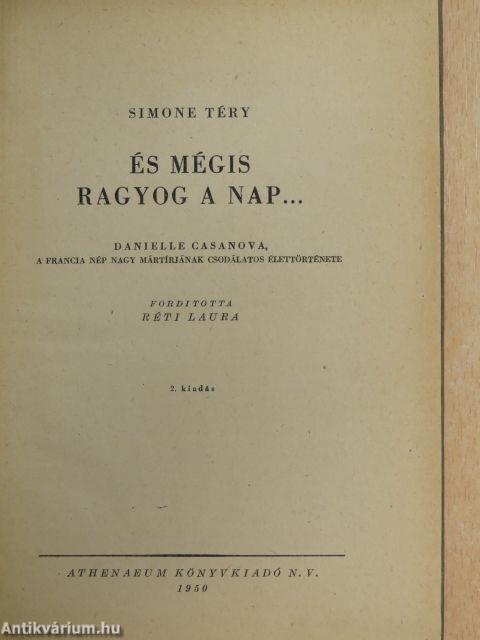 SIMONE TÉRY
ÉS MÉGIS
RAGYOG A NAP...
DANIELLE CASANOVA,
A FRANCIA NÉP NAGY MÁRTÍRJÁNAK CSODÁLATOS ÉLETTÖRTÉNETE
FORDITOTTA
RÉTI LAURA
2. kiadás
ATHENAEUM KÖNYVKIADÓ N. V.
1950
Antikvárium.hu